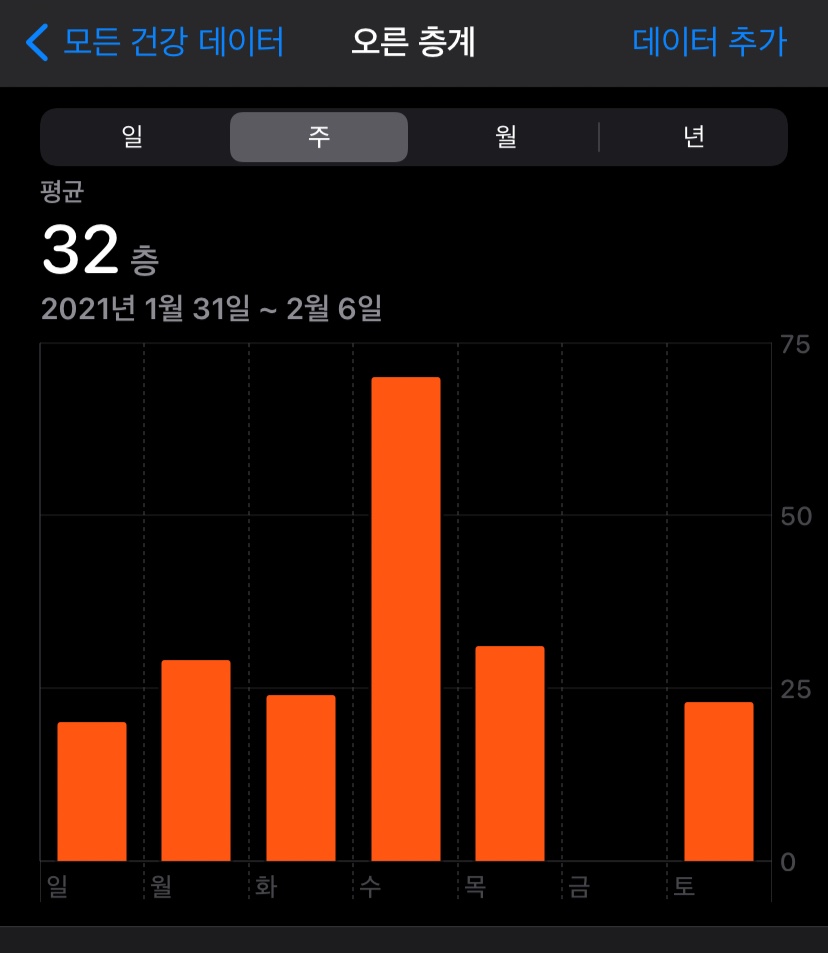 모든 건강 데이터 오른 층계 데이터 추가
일 주 월 년
평균
32 층
2021년 1월 31일 ~ 2월 6일
75
50
25
0
일 월 화 수 목 금 토